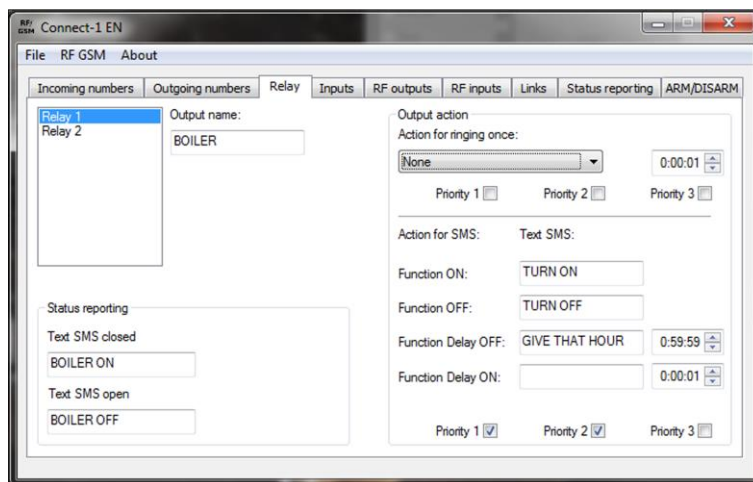 RF/GSM Connect-1 EN
File RF GSM About
Incoming numbers Outgoing numbers Relay Inputs RF outputs RF inputs Links Status reporting ARM/DISARM
Relay 1
Relay 2
Output name:
BOILER
Status reporting
Text SMS closed
BOILER ON
Text SMS open
BOILER OFF
Output action
Action for ringing once:
None 0:00:01
Priority 1 Priority 2 Priority 3
Action for SMS: Text SMS:
Function ON: TURN ON
Function OFF: TURN OFF
Function Delay OFF: GIVE THAT HOUR 0:59:59
Function Delay ON: 0:00:01
Priority 1 Priority 2 Priority 3